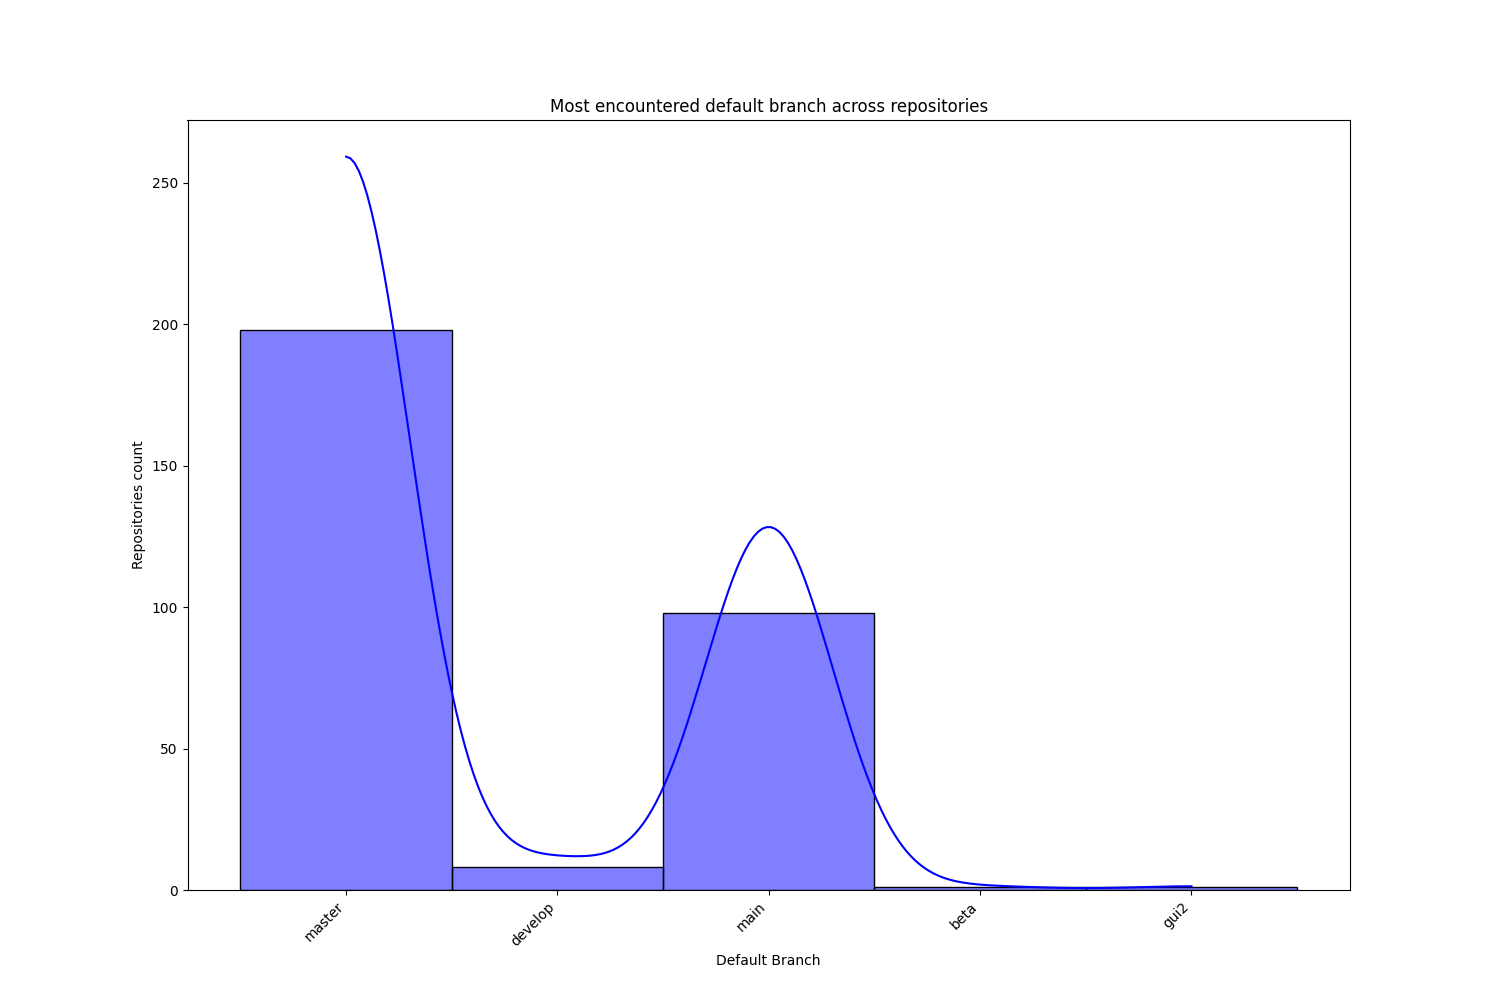 Most encountered default branch across repositories
250
200
150
100
50
0
Repositories count
master
develop
main
beta
gui2
Default Branch